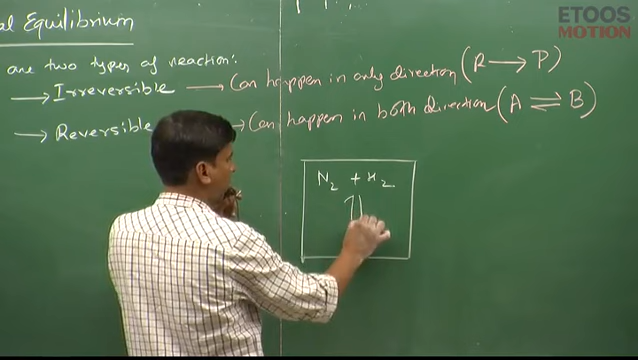 al Equilibrium
ETOOS
MOTION
are two types of reaction:
→ Irreversible → Can happen in only direction (R → P)
→ Reversible → Can happen in both direction (A ⇌ B)
N₂ + H₂